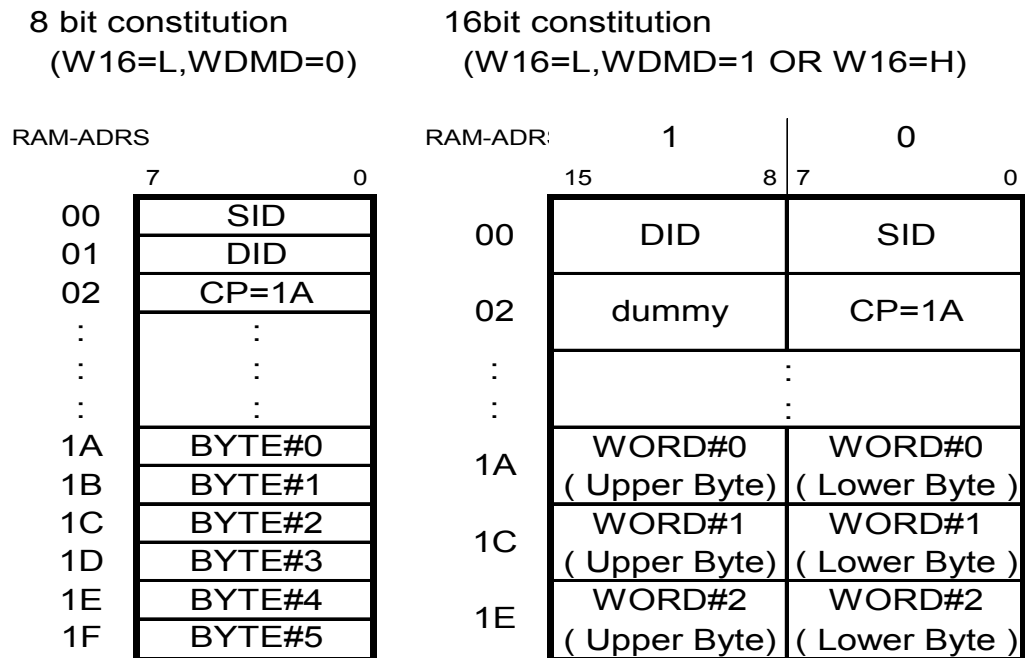 8 bit constitution
(W16=L,WDMD=0)
RAM-ADRS
7 0
00 SID
01 DID
02 CP=1A
: :
: :
: :
1A BYTE#0
1B BYTE#1
1C BYTE#2
1D BYTE#3
1E BYTE#4
1F BYTE#5
16bit constitution
(W16=L,WDMD=1 OR W16=H)
RAM-ADR: 1 0
15 8 7 0
00 DID SID
02 dummy CP=1A
: :
: :
1A WORD#0 WORD#0
( Upper Byte) ( Lower Byte )
1C WORD#1 WORD#1
( Upper Byte) ( Lower Byte )
1E WORD#2 WORD#2
( Upper Byte) ( Lower Byte )